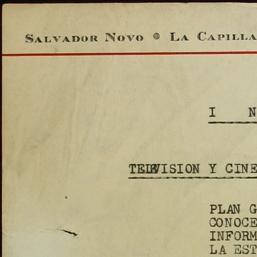 SALVADOR NOVO ● LA CAPILLA
I N
TELEVISION Y CINE
PLAN G
CONOCE
INFORM
LA EST